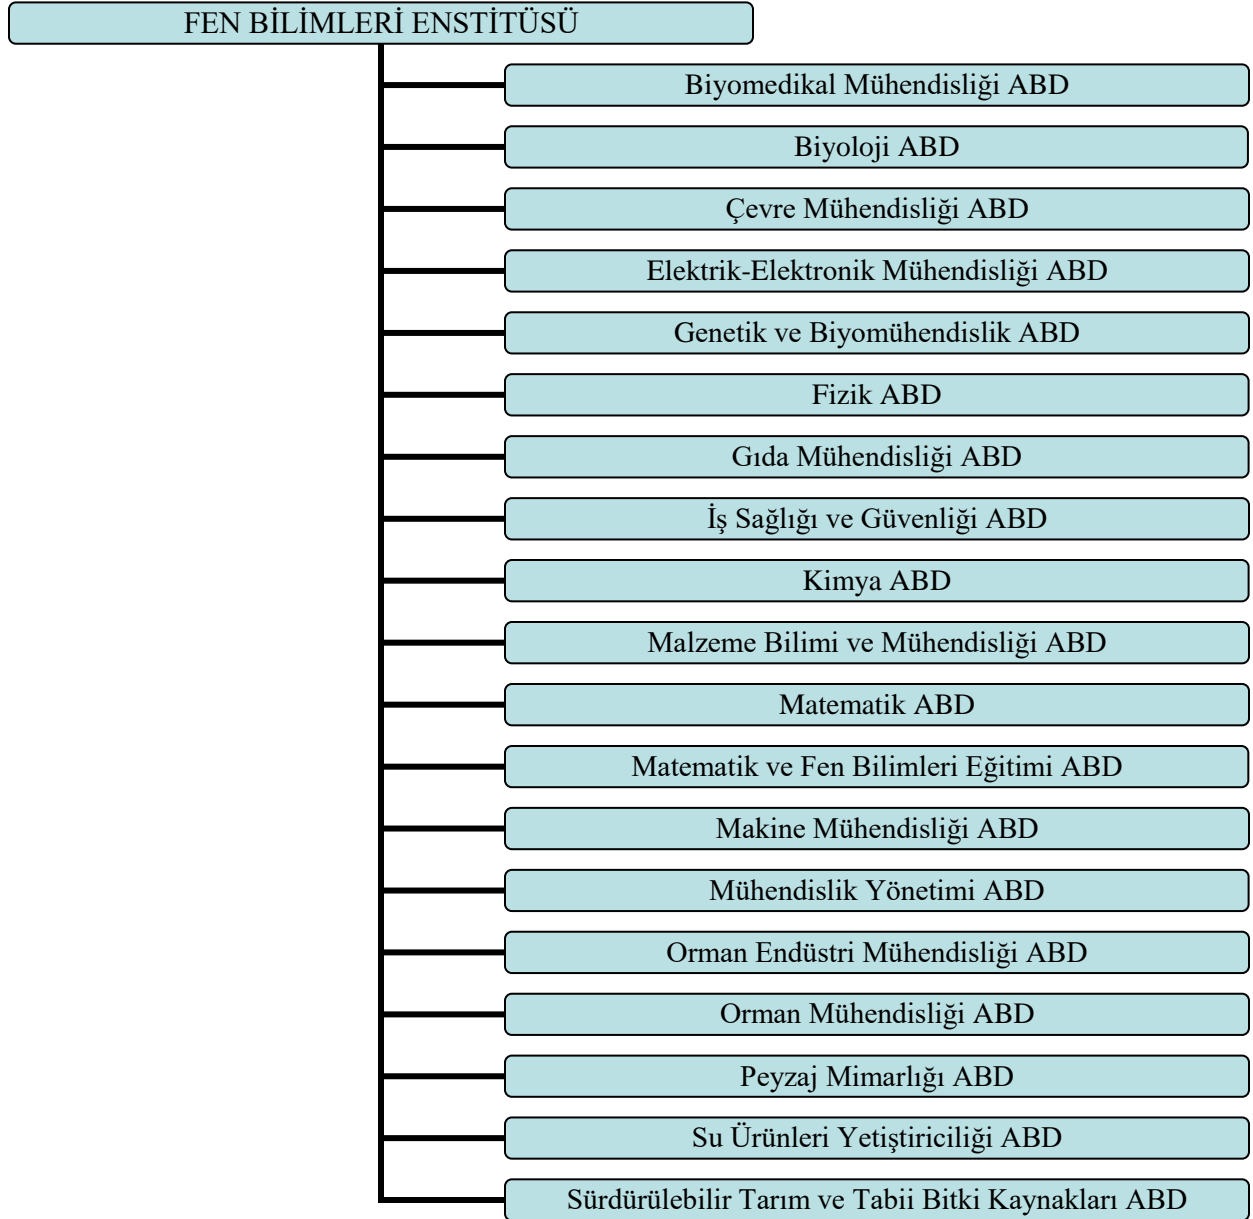 FEN BİLİMLERİ ENSTİTÜSÜ
Biyomedikal Mühendisliği ABD
Biyoloji ABD
Çevre Mühendisliği ABD
Elektrik-Elektronik Mühendisliği ABD
Genetik ve Biyomühendislik ABD
Fizik ABD
Gıda Mühendisliği ABD
İş Sağlığı ve Güvenliği ABD
Kimya ABD
Malzeme Bilimi ve Mühendisliği ABD
Matematik ABD
Matematik ve Fen Bilimleri Eğitimi ABD
Makine Mühendisliği ABD
Mühendislik Yönetimi ABD
Orman Endüstri Mühendisliği ABD
Orman Mühendisliği ABD
Peyzaj Mimarlığı ABD
Su Ürünleri Yetiştiriciliği ABD
Sürdürülebilir Tarım ve Tabii Bitki Kaynakları ABD